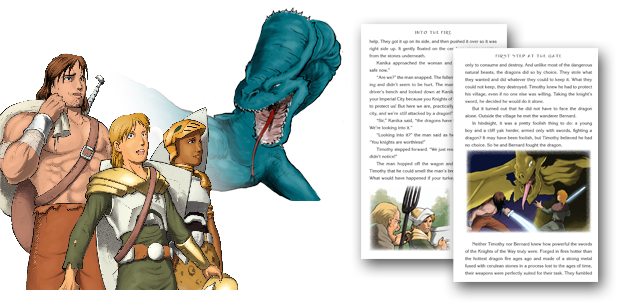 INTO THE FIRE
help. They got it up on its side, and then pushed it over so it was
right side up. It gently floated on the
from the stones underneath.
Kanika approached the woman and
safe now."
"Are we?" the man snapped. The
ing and didn't seem to be hurt. The man
driver's bench and looked down at Kanika
your Imperial City because you Knights of
to protect us! But here we are, practically
city, and we're still attacked by a dragon!"
"Sir," Kanika said, "the dragons have
We're looking into it."
"Looking into it?" the man said as he
"You knights are worthless!"
Timothy stepped forward. "We just
didn't notice!"
The man hopped off the wagon and
Timothy that he could smell the man's
What would have happened if your
FIRST STEP AT THE GATE
only to consume and destroy. And unlike most of the dangerous
natural beasts, the dragons did so by choice. They stole what
they wanted and did whatever they could to keep it. What they
could not keep, they destroyed. Timothy knew he had to protect
his village, even if no one else was willing. Taking the knight's
sword, he decided he would do it alone.
But it turned out that he did not have to face the dragon
alone. Outside the village he met the wanderer Bernard.
In hindsight, it was a pretty foolish thing to do: a young
boy and a cliff yak herder, armed only with swords, fighting a
dragon? It may have been foolish, but Timothy believed he had
no choice. So he and Bernard fought the dragon.
Neither Timothy nor Bernard knew how powerful the swords
of the Knights of the Way truly were. Forged in fires hotter than
the hottest dragon fire ages ago and made of a strong metal
fused with cerulean stones in a process lost to the ages of time,
their weapons were perfectly suited for their task. They fumbled